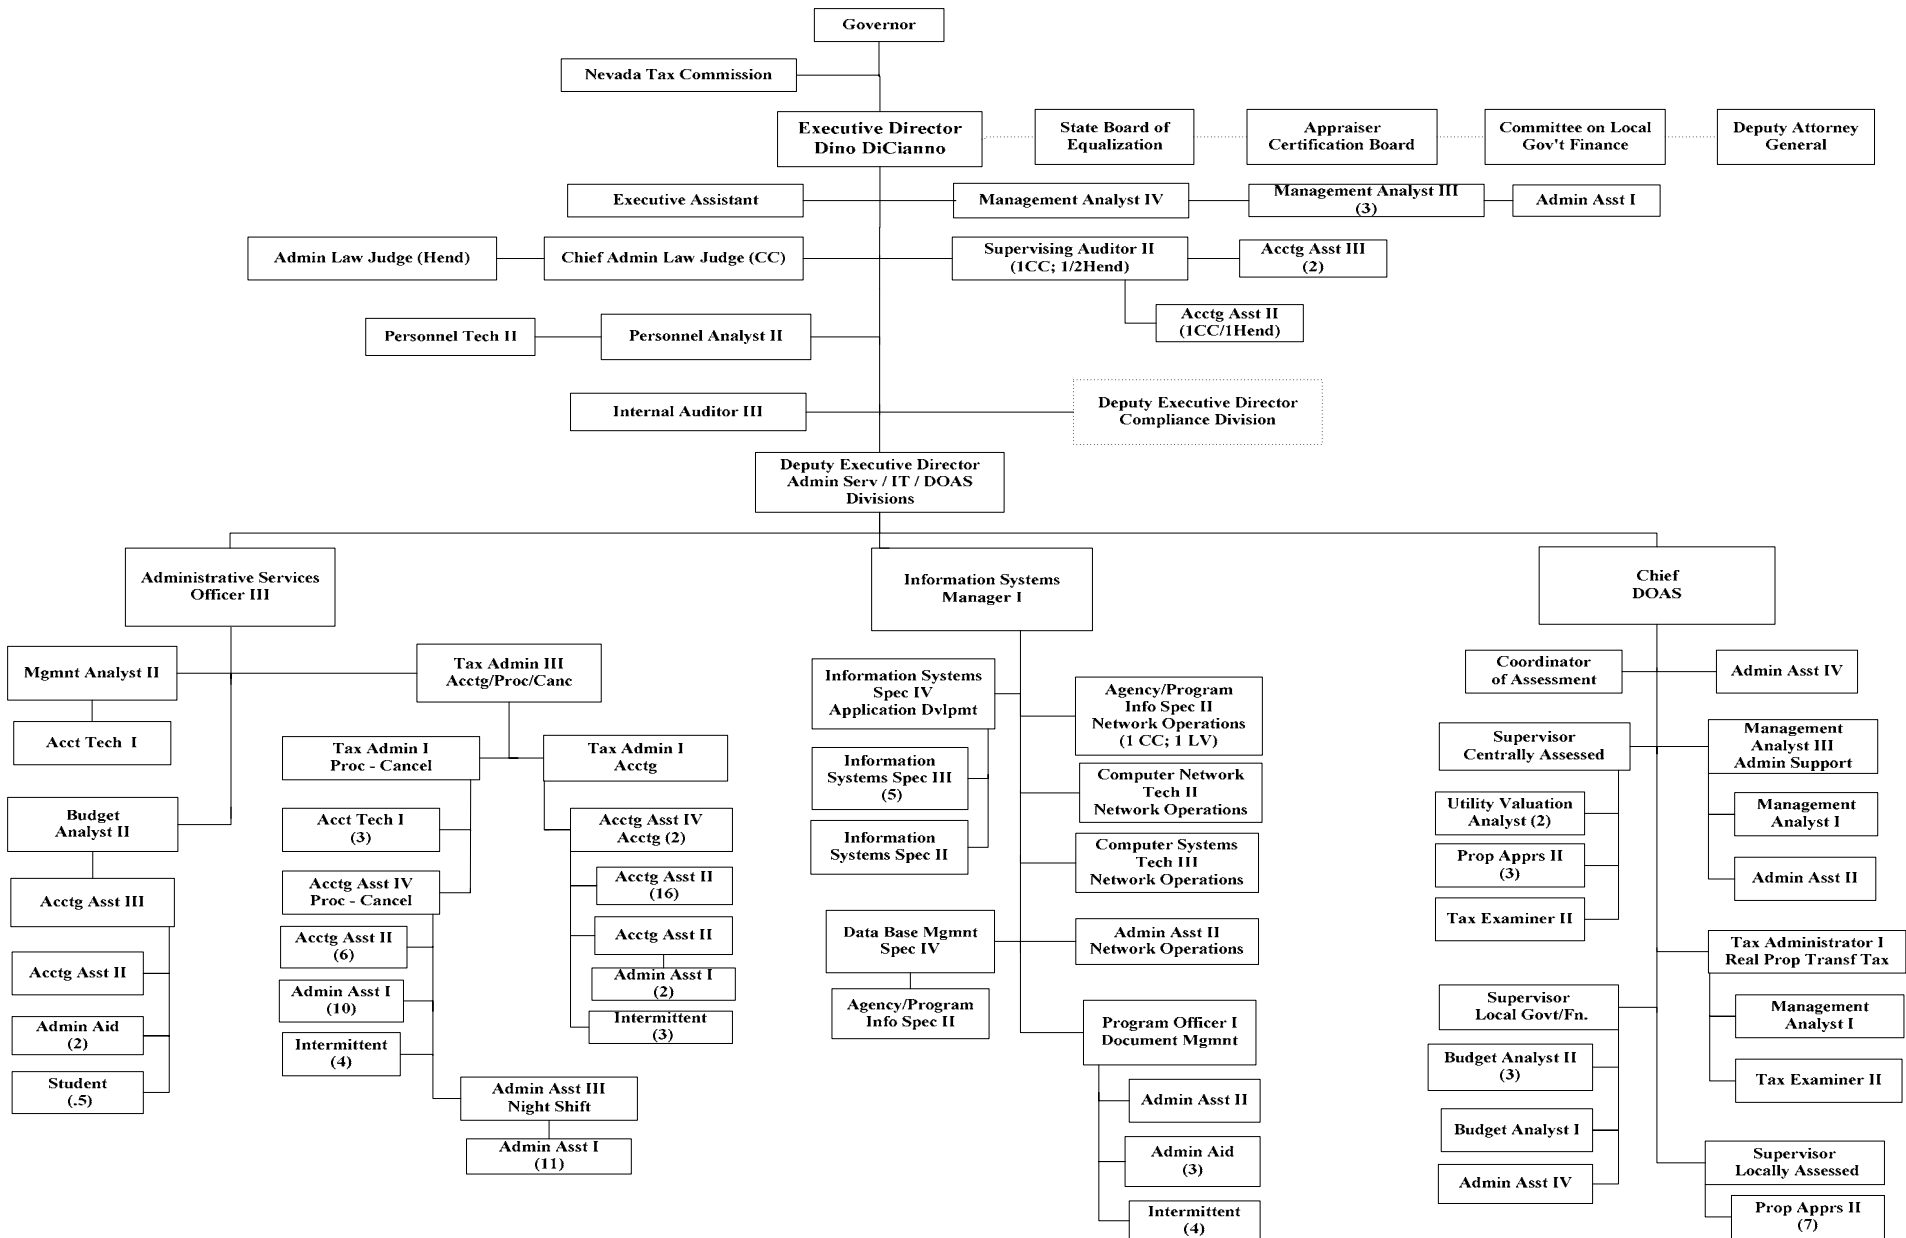 Governor
Nevada Tax Commission
Executive Director
Dino DiCianno
State Board of
Equalization
Appraiser
Certification Board
Committee on Local
Gov't Finance
Deputy Attorney
General
Executive Assistant
Management Analyst IV
Management Analyst III
(3)
Admin Asst I
Admin Law Judge (Hend)
Chief Admin Law Judge (CC)
Supervising Auditor II
(1CC; 1/2Hend)
Acctg Asst III
(2)
Acctg Asst II
(1CC/1Hend)
Personnel Tech II
Personnel Analyst II
Internal Auditor III
Deputy Executive Director
Compliance Division
Deputy Executive Director
Admin Serv / IT / DOAS
Divisions
Administrative Services
Officer III
Mgmnt Analyst II
Acct Tech I
Tax Admin III
Acctg/Proc/Canc
Budget
Analyst II
Acctg Asst III
Acctg Asst II
Admin Aid
(2)
Student
(.5)
Tax Admin I
Proc - Cancel
Acct Tech I
(3)
Acctg Asst IV
Proc - Cancel
Acctg Asst II
(6)
Admin Asst I
(10)
Intermittent
(4)
Admin Asst III
Night Shift
Admin Asst I
(11)
Tax Admin I
Acctg
Acctg Asst IV
Acctg (2)
Acctg Asst II
(16)
Acctg Asst II
Admin Asst I
(2)
Intermittent
(3)
Information Systems
Manager I
Information Systems
Spec IV
Application Dvlpmt
Information
Systems Spec III
(5)
Information
Systems Spec II
Data Base Mgmnt
Spec IV
Agency/Program
Info Spec II
Agency/Program
Info Spec II
Network Operations
(1 CC; 1 LV)
Computer Network
Tech II
Network Operations
Computer Systems
Tech III
Network Operations
Admin Asst II
Network Operations
Program Officer I
Document Mgmnt
Admin Asst II
Admin Aid
(3)
Intermittent
(4)
Chief
DOAS
Coordinator
of Assessment
Admin Asst IV
Supervisor
Centrally Assessed
Utility Valuation
Analyst (2)
Prop Apprs II
(3)
Tax Examiner II
Management
Analyst III
Admin Support
Management
Analyst I
Admin Asst II
Tax Administrator I
Real Prop Transf Tax
Management
Analyst I
Tax Examiner II
Supervisor
Local Govt/Fn.
Budget Analyst II
(3)
Budget Analyst I
Admin Asst IV
Supervisor
Locally Assessed
Prop Apprs II
(7)